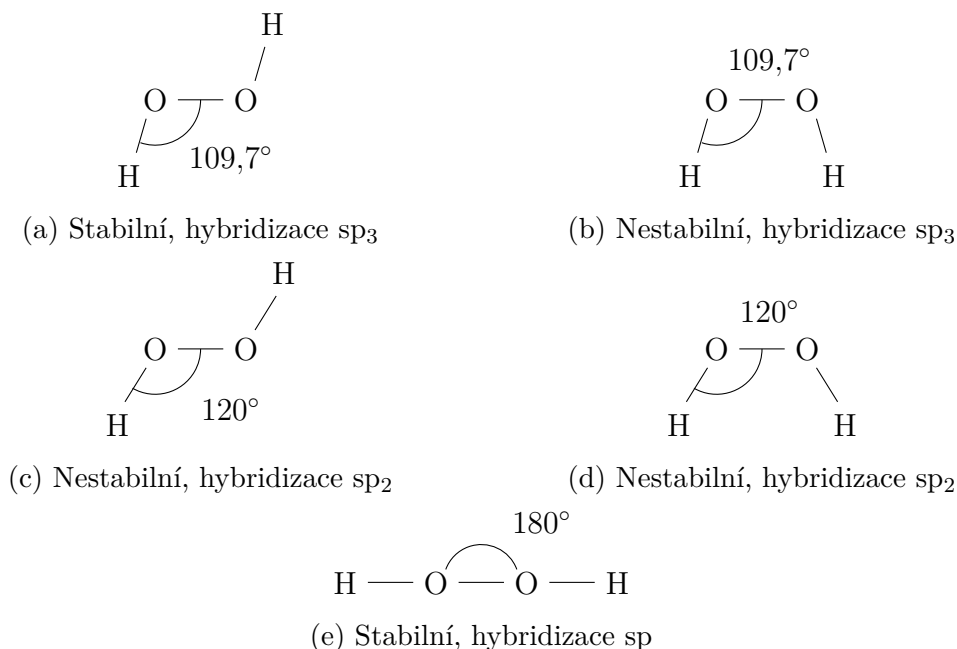 H
O O
H
109,7°
(a) Stabilní, hybridizace sp₃
109,7°
O O
H H
(b) Nestabilní, hybridizace sp₃
H
O O
H
120°
(c) Nestabilní, hybridizace sp₂
120°
O O
H H
(d) Nestabilní, hybridizace sp₂
180°
H O O H
(e) Stabilní, hybridizace sp